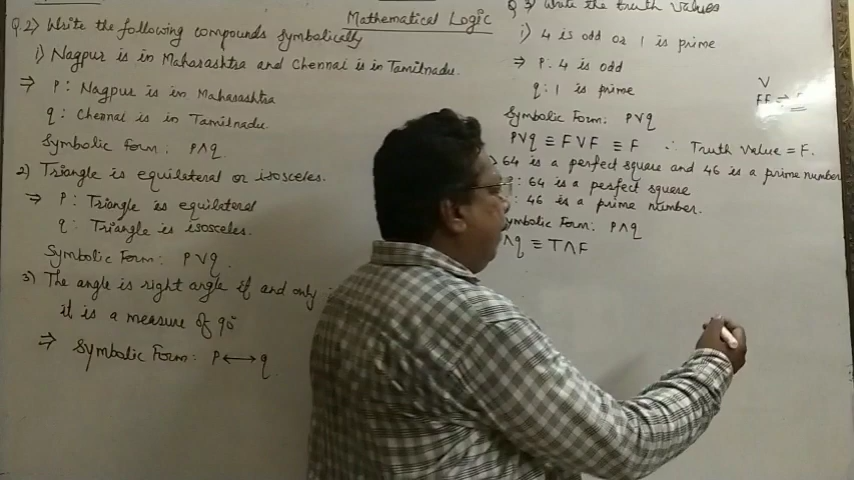 Mathematical Logic
Q.2) Write the following compounds symbolically
i) Nagpur is in Maharashtra and Chennai is in Tamilnadu.
⇒ P: Nagpur is in Maharashtra
q: Chennai is in Tamilnadu.
Symbolic form: P∧q.
2) Triangle is equilateral or isosceles.
⇒ P: Triangle is equilateral
q: Triangle is isosceles.
Symbolic Form: P∨q.
3) The angle is right angle if and only
it is a measure of 90°
⇒ Symbolic Form: P⟷q.
Q 3) Write the truth values
i) 4 is odd or 1 is prime
⇒ P: 4 is odd
q: 1 is prime
Symbolic Form: P∨q
P∨q ≡ F∨F ≡ F ∴ Truth Value = F.
∨
FF →
64 is a perfect square and 46 is a prime number
: 64 is a perfect square
: 46 is a prime number.
Symbolic Form: P∧q
∧q ≡ T∧F